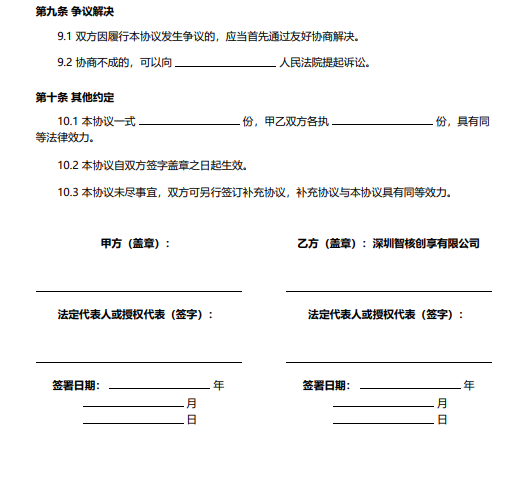 第九条 争议解决
9.1 双方因履行本协议发生争议的，应当首先通过友好协商解决。
9.2 协商不成的，可以向 ____________ 人民法院提起诉讼。
第十条 其他约定
10.1 本协议一式 ____________ 份，甲乙双方各执 ____________ 份，具有同
等法律效力。
10.2 本协议自双方签字盖章之日起生效。
10.3 本协议未尽事宜，双方可另行签订补充协议，补充协议与本协议具有同等效力。
甲方（盖章）：
乙方（盖章）：深圳智核创享有限公司
法定代表人或授权代表（签字）：
法定代表人或授权代表（签字）：
签署日期： ____________ 年
____________ 月
____________ 日
签署日期： ____________ 年
____________ 月
____________ 日